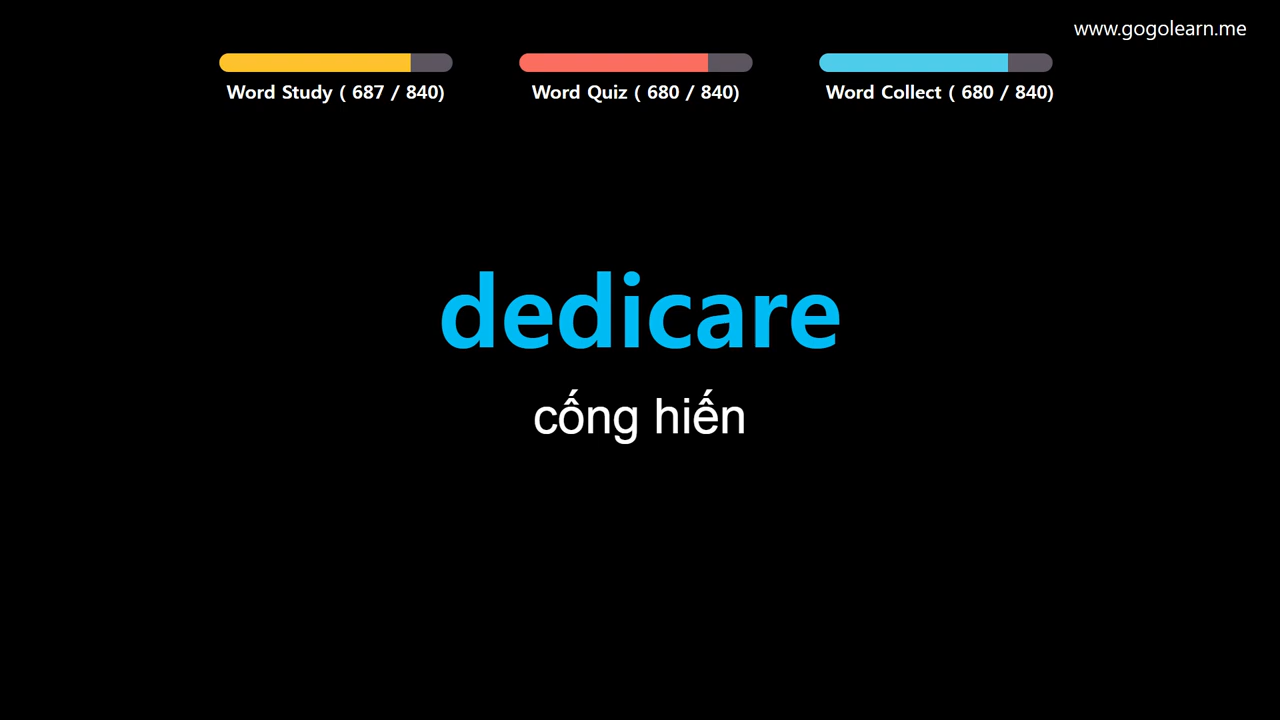 www.gogolearn.me
Word Study ( 687 / 840)
Word Quiz ( 680 / 840)
Word Collect ( 680 / 840)
dedicare
cống hiến